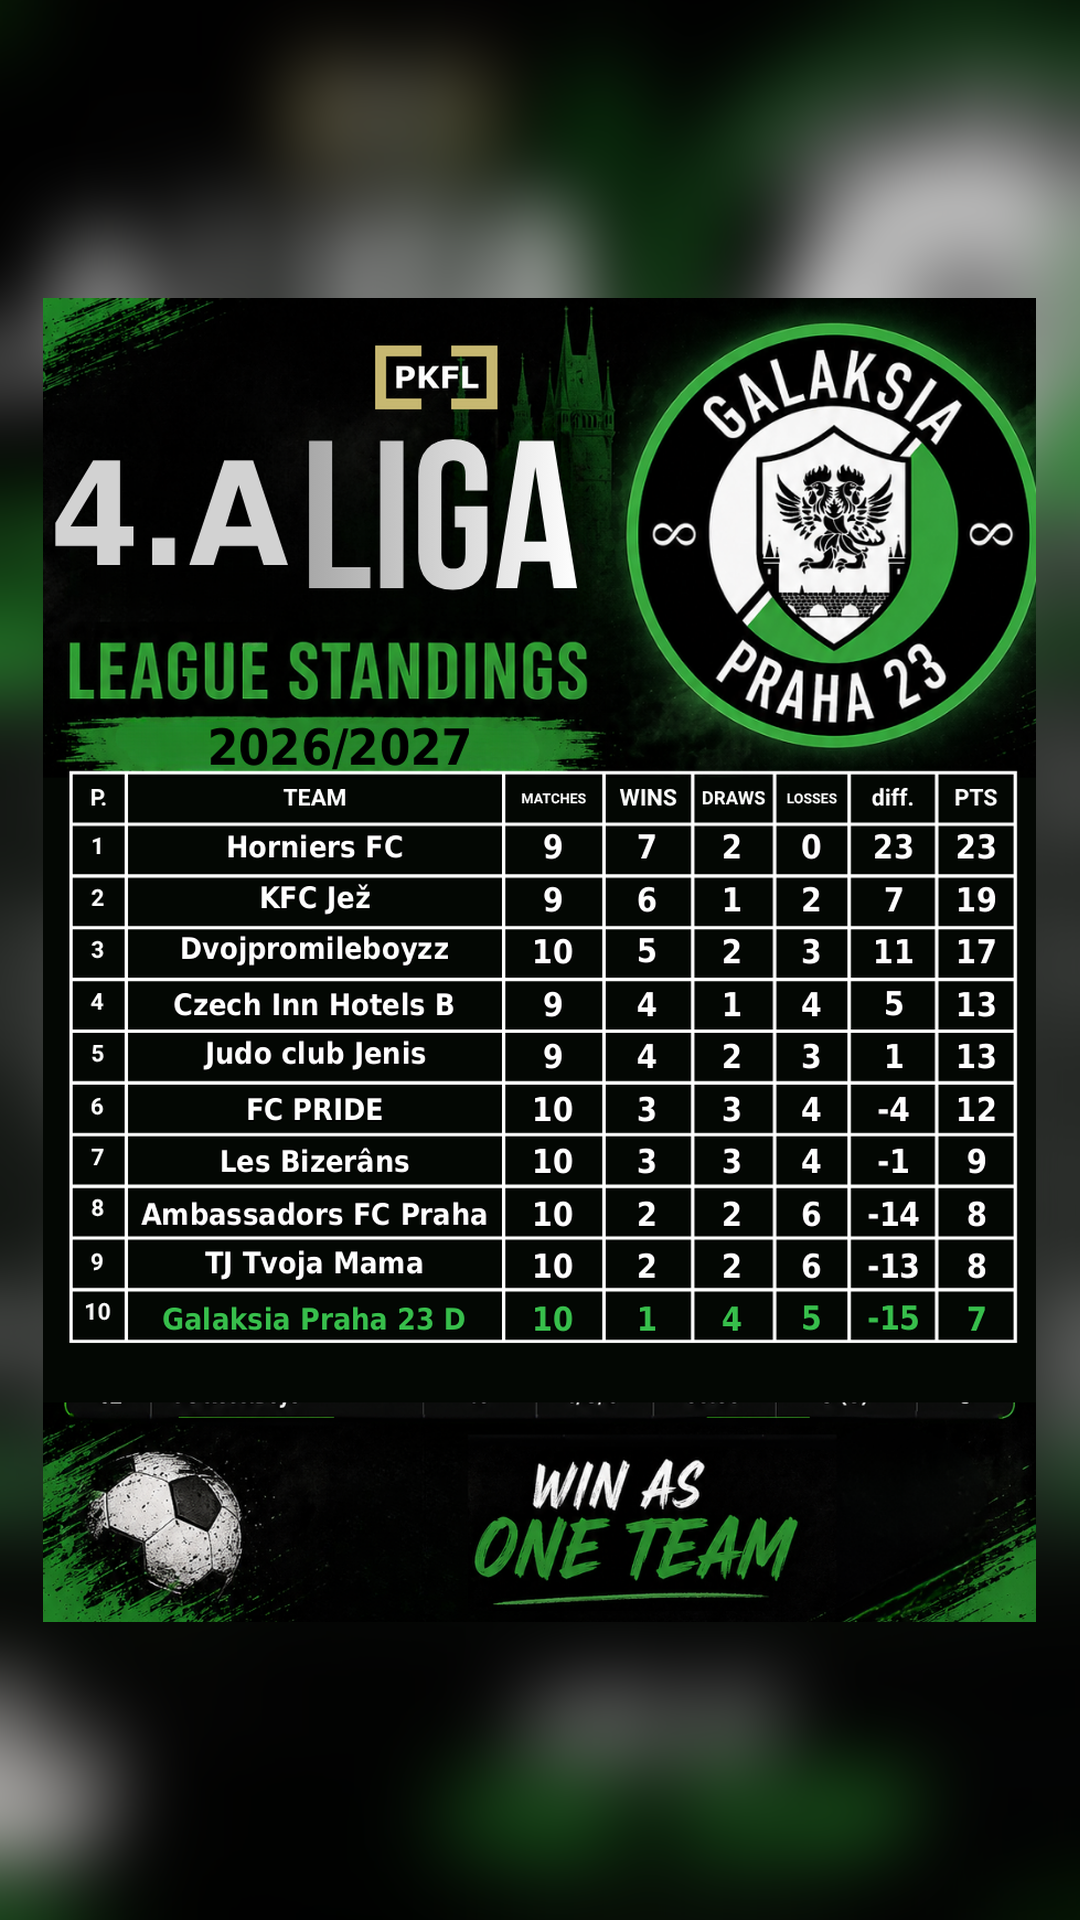 PKFL
4.A LIGA
LEAGUE STANDINGS
2026/2027
GALAKSIA
∞ ∞
PRAHA 23
P. TEAM MATCHES WINS DRAWS LOSSES diff. PTS
1 Horniers FC 9 7 2 0 23 23
2 KFC Jež 9 6 1 2 7 19
3 Dvojpromileboyzz 10 5 2 3 11 17
4 Czech Inn Hotels B 9 4 1 4 5 13
5 Judo club Jenis 9 4 2 3 1 13
6 FC PRIDE 10 3 3 4 -4 12
7 Les Bizerâns 10 3 3 4 -1 9
8 Ambassadors FC Praha 10 2 2 6 -14 8
9 TJ Tvoja Mama 10 2 2 6 -13 8
10 Galaksia Praha 23 D 10 1 4 5 -15 7
WIN AS
ONE TEAM